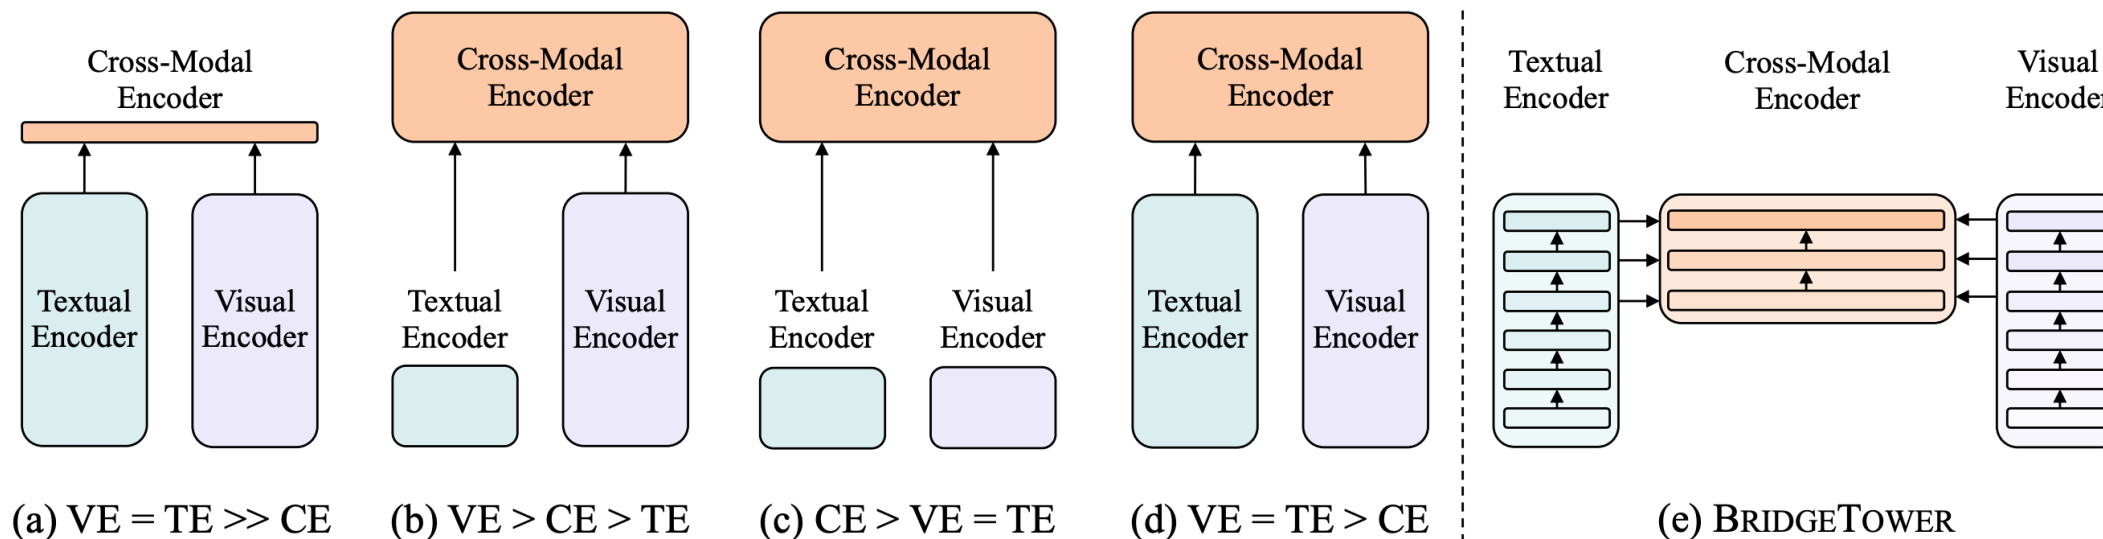 Cross-Modal
Encoder
Textual
Encoder
Visual
Encoder
(a) VE = TE >> CE
Cross-Modal
Encoder
Textual
Encoder
Visual
Encoder
(b) VE > CE > TE
Cross-Modal
Encoder
Textual
Encoder
Visual
Encoder
(c) CE > VE = TE
Cross-Modal
Encoder
Textual
Encoder
Visual
Encoder
(d) VE = TE > CE
Textual
Encoder
Cross-Modal
Encoder
Visual
Encoder
(e) BRIDGETOWER